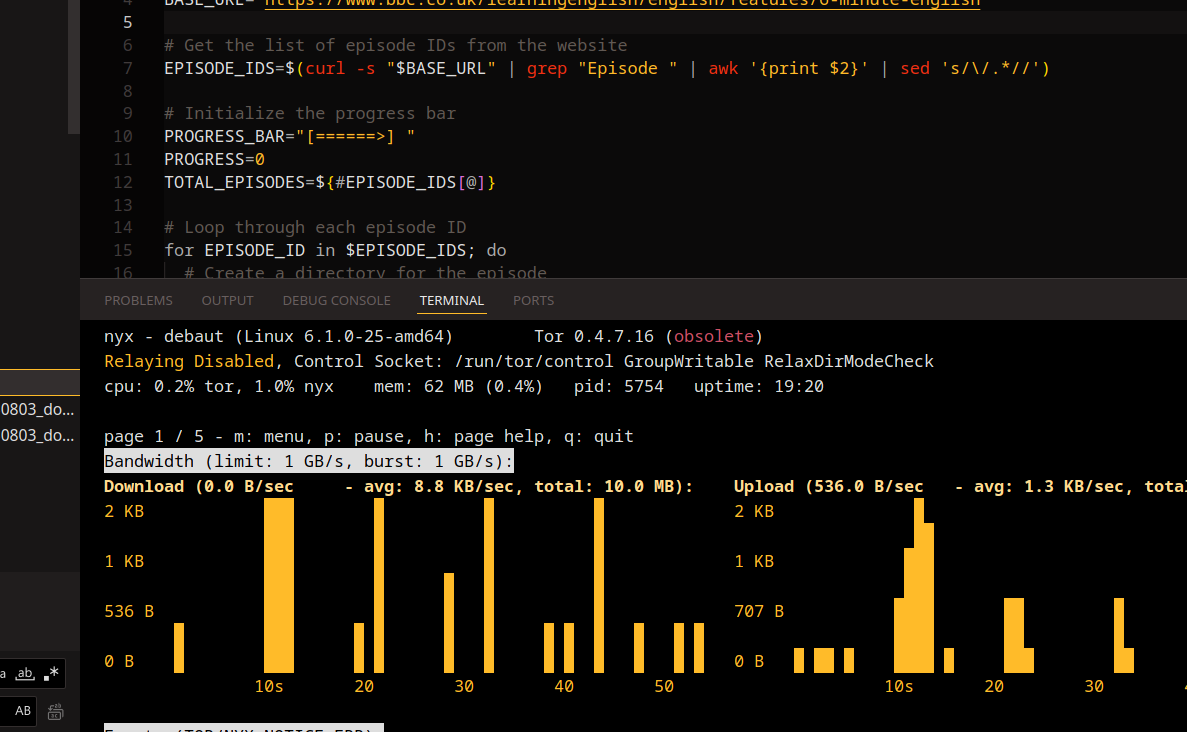 4 BASE_URL="https://www.bbc.co.uk/learningenglish/english/features/6-minute-english
5
6 # Get the list of episode IDs from the website
7 EPISODE_IDS=$(curl -s "$BASE_URL" | grep "Episode " | awk '{print $2}' | sed 's/\/.*//')
8
9 # Initialize the progress bar
10 PROGRESS_BAR="[======>] "
11 PROGRESS=0
12 TOTAL_EPISODES=${#EPISODE_IDS[@]}
13
14 # Loop through each episode ID
15 for EPISODE_ID in $EPISODE_IDS; do
16 # Create a directory for the episode
PROBLEMS OUTPUT DEBUG CONSOLE TERMINAL PORTS
nyx - debaut (Linux 6.1.0-25-amd64) Tor 0.4.7.16 (obsolete)
Relaying Disabled, Control Socket: /run/tor/control GroupWritable RelaxDirModeCheck
cpu: 0.2% tor, 1.0% nyx mem: 62 MB (0.4%) pid: 5754 uptime: 19:20
0803_do...
0803_do...
page 1 / 5 - m: menu, p: pause, h: page help, q: quit
Bandwidth (limit: 1 GB/s, burst: 1 GB/s):
Download (0.0 B/sec - avg: 8.8 KB/sec, total: 10.0 MB): Upload (536.0 B/sec - avg: 1.3 KB/sec, total
2 KB 2 KB
1 KB 1 KB
536 B 707 B
0 B 0 B
10s 20 30 40 50 10s 20 30
ab
.*
AB
Events (TOR/NYX NOTICE-ERR):